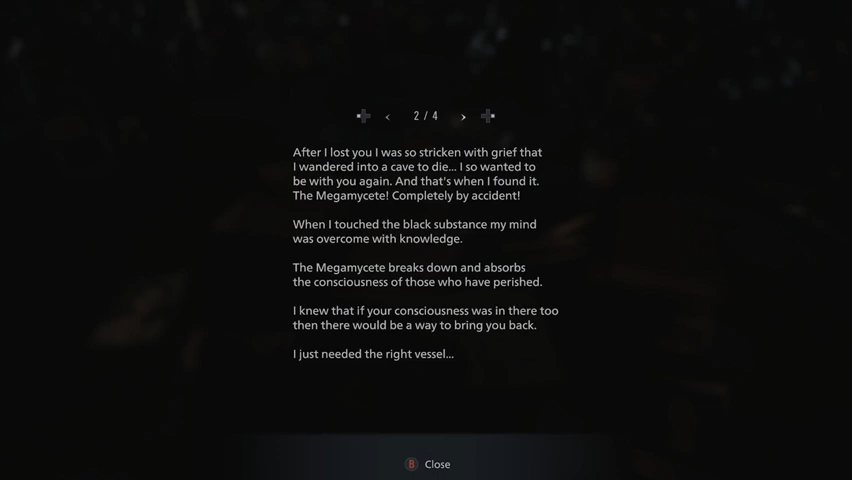 < 2 / 4 >
After I lost you I was so stricken with grief that
I wandered into a cave to die... I so wanted to
be with you again. And that's when I found it.
The Megamycete! Completely by accident!
When I touched the black substance my mind
was overcome with knowledge.
The Megamycete breaks down and absorbs
the consciousness of those who have perished.
I knew that if your consciousness was in there too
then there would be a way to bring you back.
I just needed the right vessel...
B Close